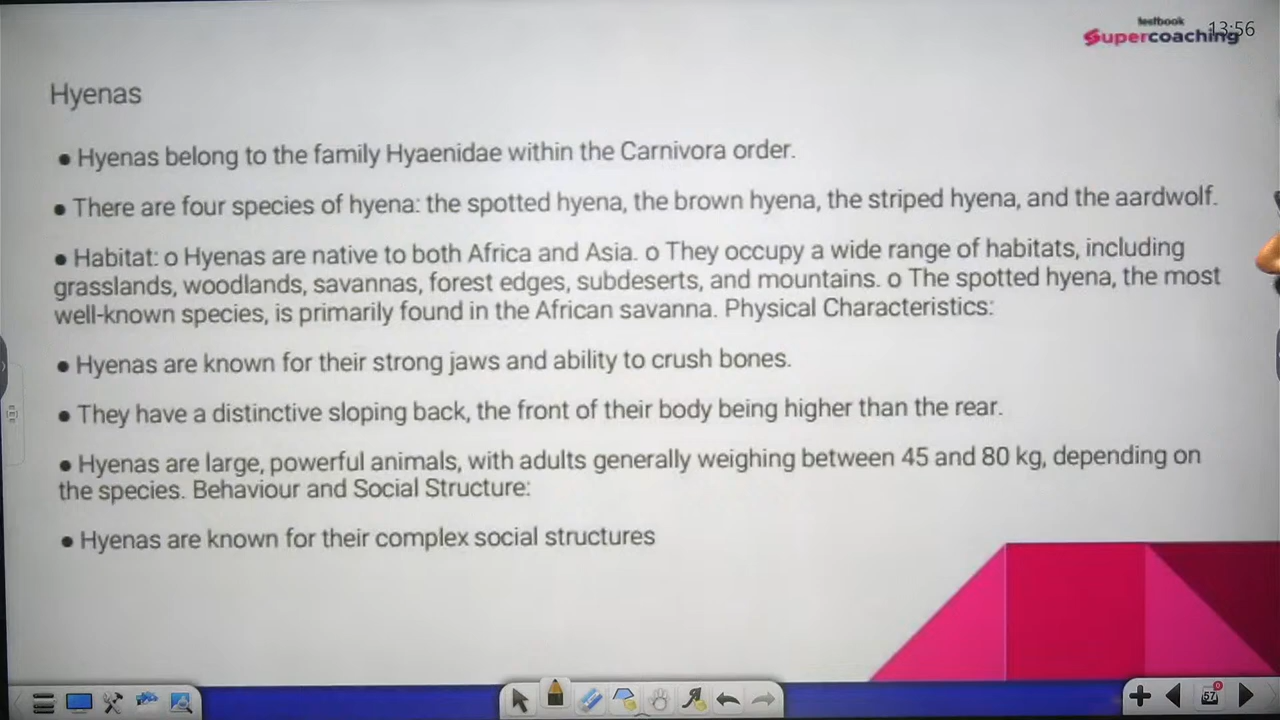 testbook
Supercoaching
13:56
Hyenas
● Hyenas belong to the family Hyaenidae within the Carnivora order.
● There are four species of hyena: the spotted hyena, the brown hyena, the striped hyena, and the aardwolf.
● Habitat: o Hyenas are native to both Africa and Asia. o They occupy a wide range of habitats, including
grasslands, woodlands, savannas, forest edges, subdeserts, and mountains. o The spotted hyena, the most
well-known species, is primarily found in the African savanna. Physical Characteristics:
● Hyenas are known for their strong jaws and ability to crush bones.
● They have a distinctive sloping back, the front of their body being higher than the rear.
● Hyenas are large, powerful animals, with adults generally weighing between 45 and 80 kg, depending on
the species. Behaviour and Social Structure:
● Hyenas are known for their complex social structures
57